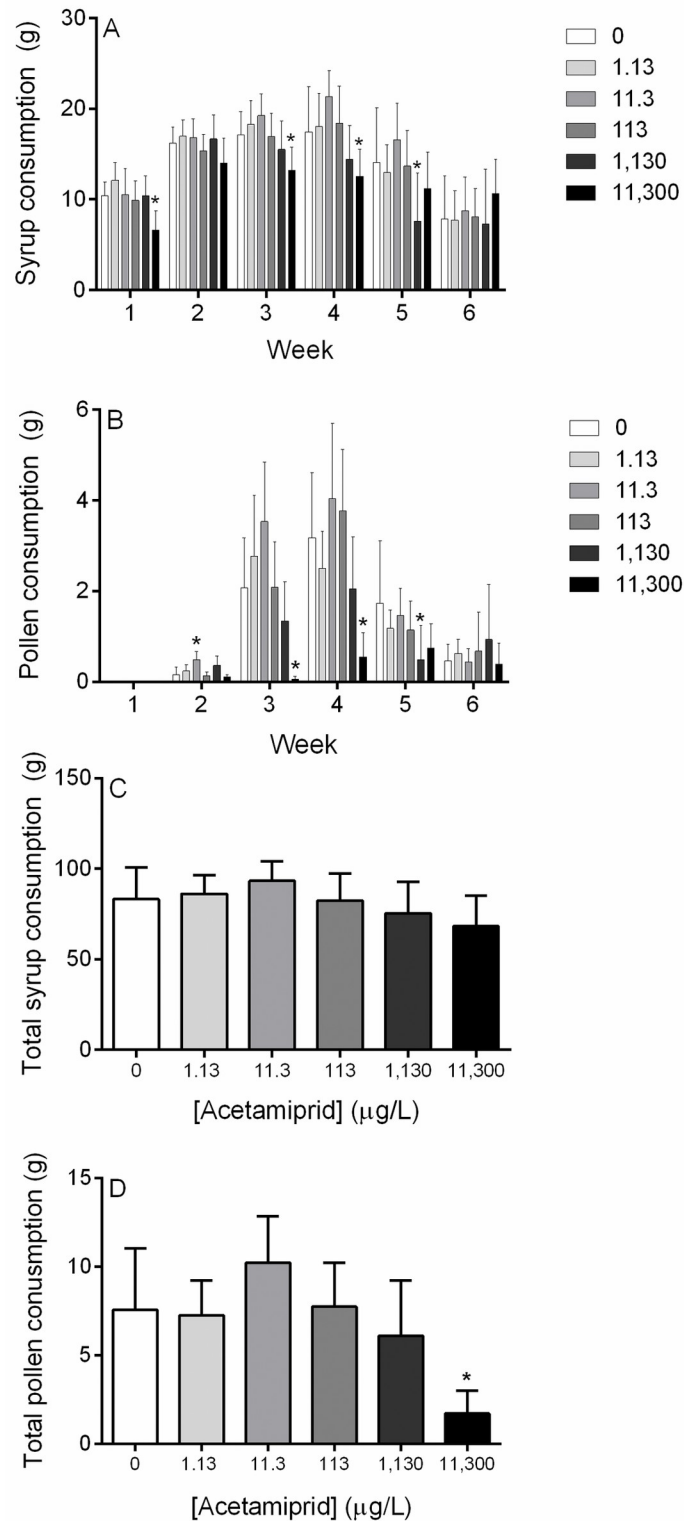 A
Syrup consumption (g)
30
20
10
0
*
*
*
*
1 2 3 4 5 6
Week
0
1.13
11.3
113
1,130
11,300
B
Pollen consumption (g)
6
4
2
0
*
*
*
*
1 2 3 4 5 6
Week
0
1.13
11.3
113
1,130
11,300
C
Total syrup consumption (g)
150
100
50
0
0 1.13 11.3 113 1,130 11,300
[Acetamiprid] (µg/L)
D
Total pollen conusmption (g)
15
10
5
0
*
0 1.13 11.3 113 1,130 11,300
[Acetamiprid] (µg/L)